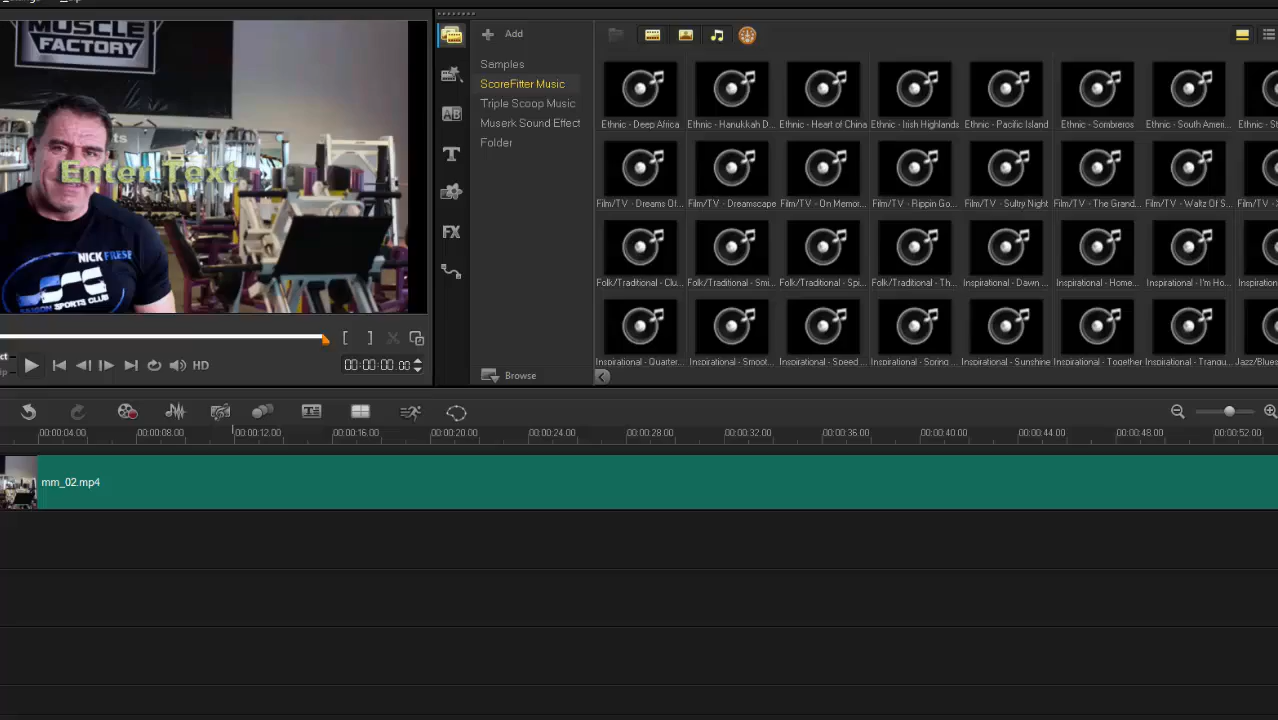 MUSCLE
FACTORY
Enter Text
NICK FRESE
SPORTS CLUB
HD
00:00:00 00
Add
Samples
ScoreFitter Music
Triple Scoop Music
Muserk Sound Effect
Folder
Browse
Ethnic - Deep Africa
Ethnic - Hanukkah D...
Ethnic - Heart of China
Ethnic - Irish Highlands
Ethnic - Pacific Island
Ethnic - Sombreros
Ethnic - South Ameri...
Film/TV - Dreams Of...
Film/TV - Dreamscape
Film/TV - On Memor...
Film/TV - Rippin Go...
Film/TV - Sultry Night
Film/TV - The Grand...
Film/TV - Waltz Of S...
Folk/Traditional - Clu...
Folk/Traditional - Smi...
Folk/Traditional - Spi...
Folk/Traditional - Th...
Inspirational - Dawn ...
Inspirational - Home...
Inspirational - I'm Ho...
Inspirational - Quarter...
Inspirational - Smoot...
Inspirational - Speed ...
Inspirational - Spring ...
Inspirational - Sunshine
Inspirational - Together
Inspirational - Tranqu...
Jazz/Blues
AB
T
FX
00:00:04.00
00:00:08.00
00:00:12.00
00:00:16.00
00:00:20.00
00:00:24.00
00:00:28.00
00:00:32.00
00:00:36.00
00:00:40.00
00:00:44.00
00:00:48.00
00:00:52.00
mm_02.mp4